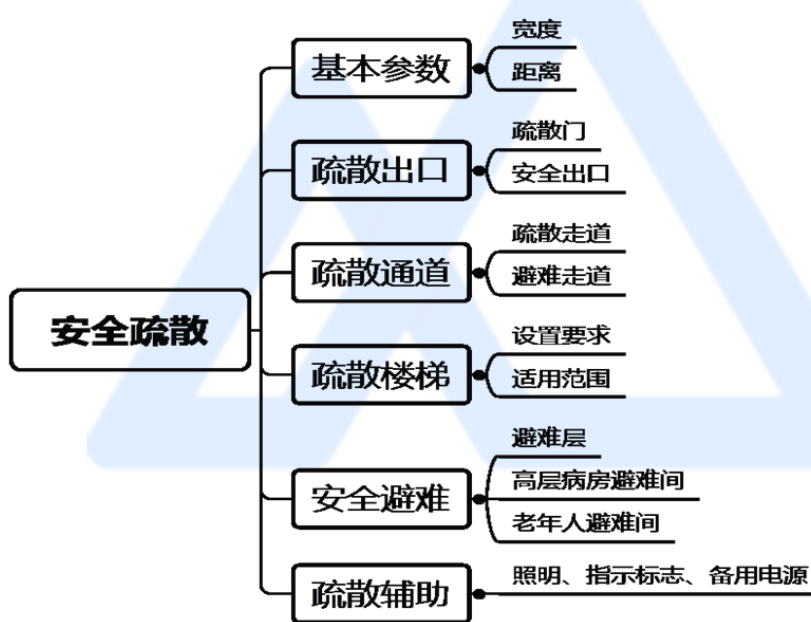 安全疏散
基本参数
宽度
距离
疏散出口
疏散门
安全出口
疏散通道
疏散走道
避难走道
疏散楼梯
设置要求
适用范围
安全避难
避难层
高层病房避难间
老年人避难间
疏散辅助
照明、指示标志、备用电源